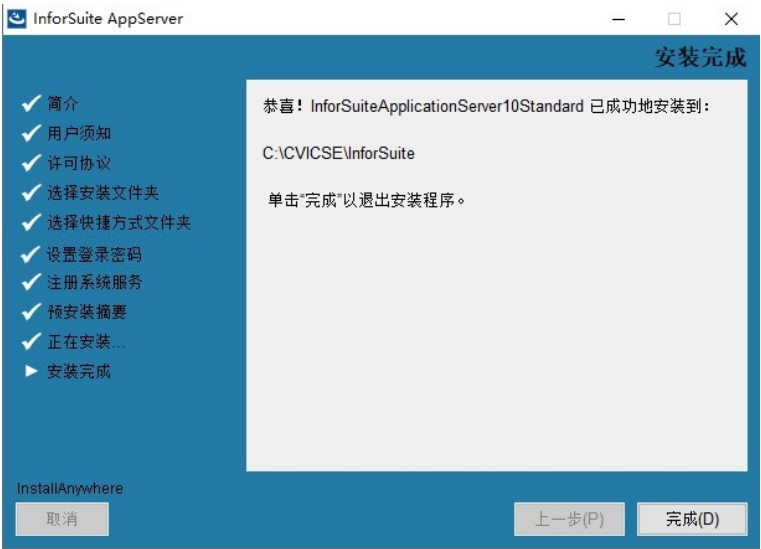 InforSuite AppServer
安装完成
简介
用户须知
许可协议
选择安装文件夹
选择快捷方式文件夹
设置登录密码
注册系统服务
预安装摘要
正在安装...
安装完成
恭喜！InforSuiteApplicationServer10Standard 已成功地安装到：
C:\CVICSE\InforSuite
单击“完成”以退出安装程序。
InstallAnywhere
取消
上一步(P)
完成(D)